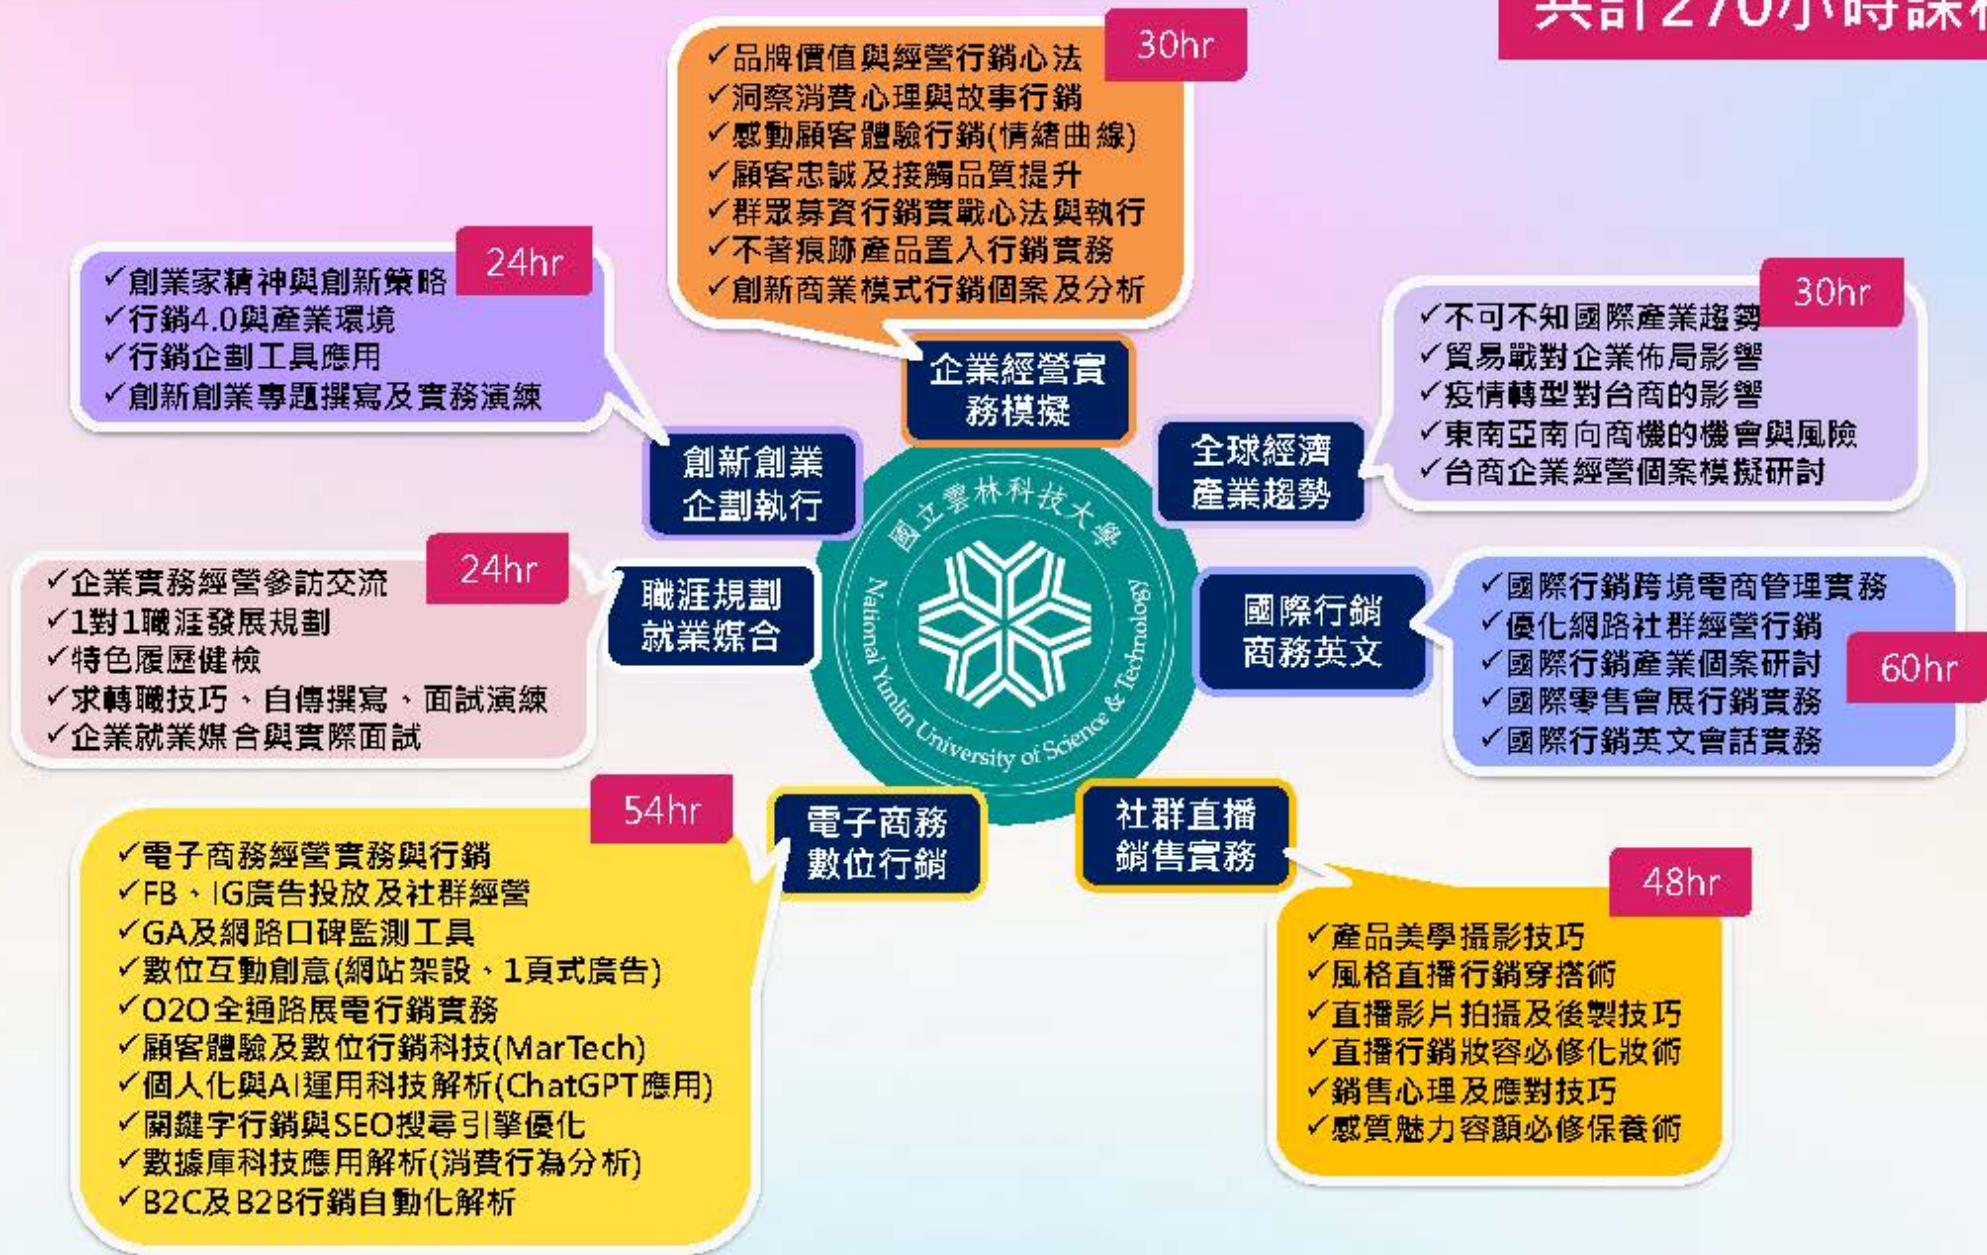 共計270小時課程
30hr
✓品牌價值與經營行銷心法
✓洞察消費心理與故事行銷
✓感動顧客體驗行銷(情緒曲線)
✓顧客忠誠及接觸品質提升
✓群眾募資行銷實戰心法與執行
✓不著痕跡產品置入行銷實務
✓創新商業模式行銷個案及分析
企業經營實
務模擬
24hr
✓創業家精神與創新策略
✓行銷4.0與產業環境
✓行銷企劃工具應用
✓創新創業專題撰寫及實務演練
創新創業
企劃執行
30hr
✓不可不知國際產業趨勢
✓貿易戰對企業佈局影響
✓疫情轉型對台商的影響
✓東南亞南向商機的機會與風險
✓台商企業經營個案模擬研討
全球經濟
產業趨勢
24hr
✓企業實務經營參訪交流
✓1對1職涯發展規劃
✓特色履歷健檢
✓求轉職技巧、自傳撰寫、面試演練
✓企業就業媒合與實際面試
職涯規劃
就業媒合
國立雲林科技大學
National Yunlin University of Science & Technology
國際行銷
商務英文
60hr
✓國際行銷跨境電商管理實務
✓優化網路社群經營行銷
✓國際行銷產業個案研討
✓國際零售會展行銷實務
✓國際行銷英文會話實務
54hr
✓電子商務經營實務與行銷
✓FB、IG廣告投放及社群經營
✓GA及網路口碑監測工具
✓數位互動創意(網站架設、1頁式廣告)
✓O2O全通路展電行銷實務
✓顧客體驗及數位行銷科技(MarTech)
✓個人化與AI運用科技解析(ChatGPT應用)
✓關鍵字行銷與SEO搜尋引擎優化
✓數據庫科技應用解析(消費行為分析)
✓B2C及B2B行銷自動化解析
電子商務
數位行銷
社群直播
銷售實務
48hr
✓產品美學攝影技巧
✓風格直播行銷穿搭術
✓直播影片拍攝及後製技巧
✓直播行銷妝容必修化妝術
✓銷售心理及應對技巧
✓感質魅力容顏必修保養術